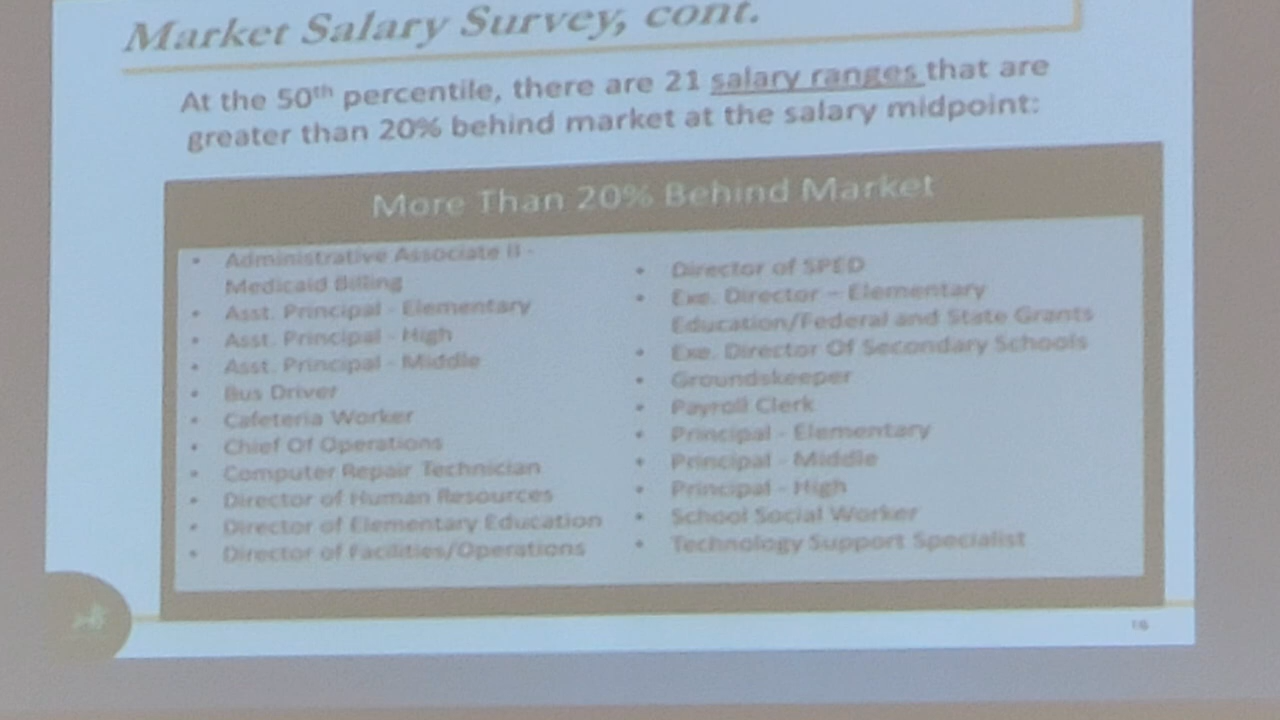 Market Salary Survey, cont.
At the 50th percentile, there are 21 salary ranges that are
greater than 20% behind market at the salary midpoint:
More Than 20% Behind Market
• Administrative Associate II -
Medicaid Billing
• Asst. Principal - Elementary
• Asst. Principal - High
• Asst. Principal - Middle
• Bus Driver
• Cafeteria Worker
• Chief Of Operations
• Computer Repair Technician
• Director of Human Resources
• Director of Elementary Education
• Director of Facilities/Operations
• Director of SPED
• Exe. Director – Elementary
Education/Federal and State Grants
• Exe. Director Of Secondary Schools
• Groundskeeper
• Payroll Clerk
• Principal - Elementary
• Principal - Middle
• Principal - High
• School Social Worker
• Technology Support Specialist
16